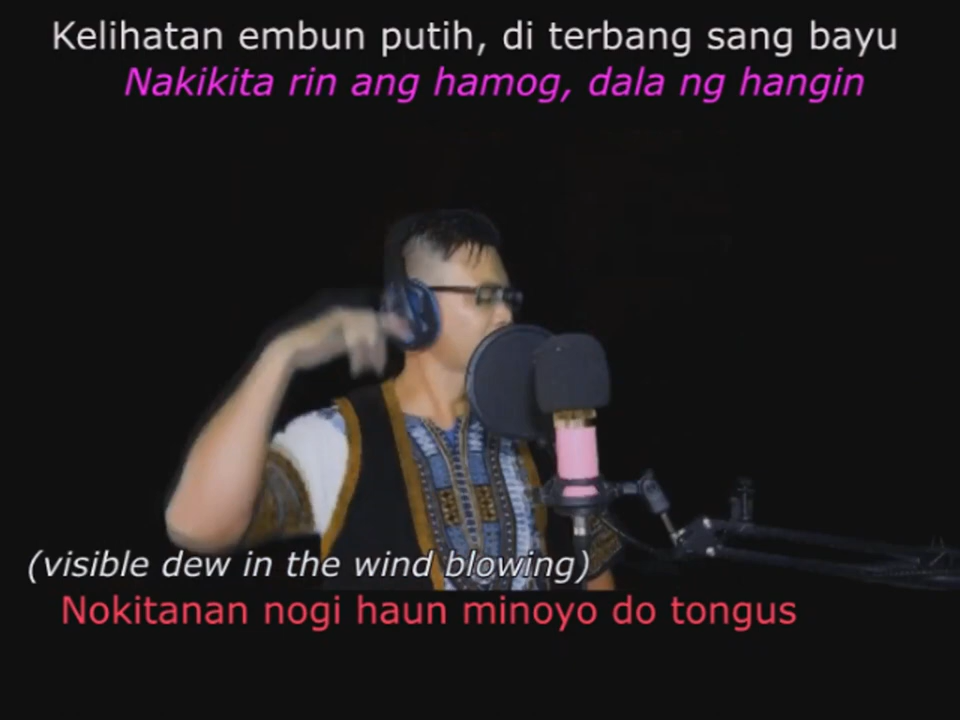 Kelihatan embun putih, di terbang sang bayu
Nakikita rin ang hamog, dala ng hangin
(visible dew in the wind blowing)
Nokitanan nogi haun minoyo do tongus